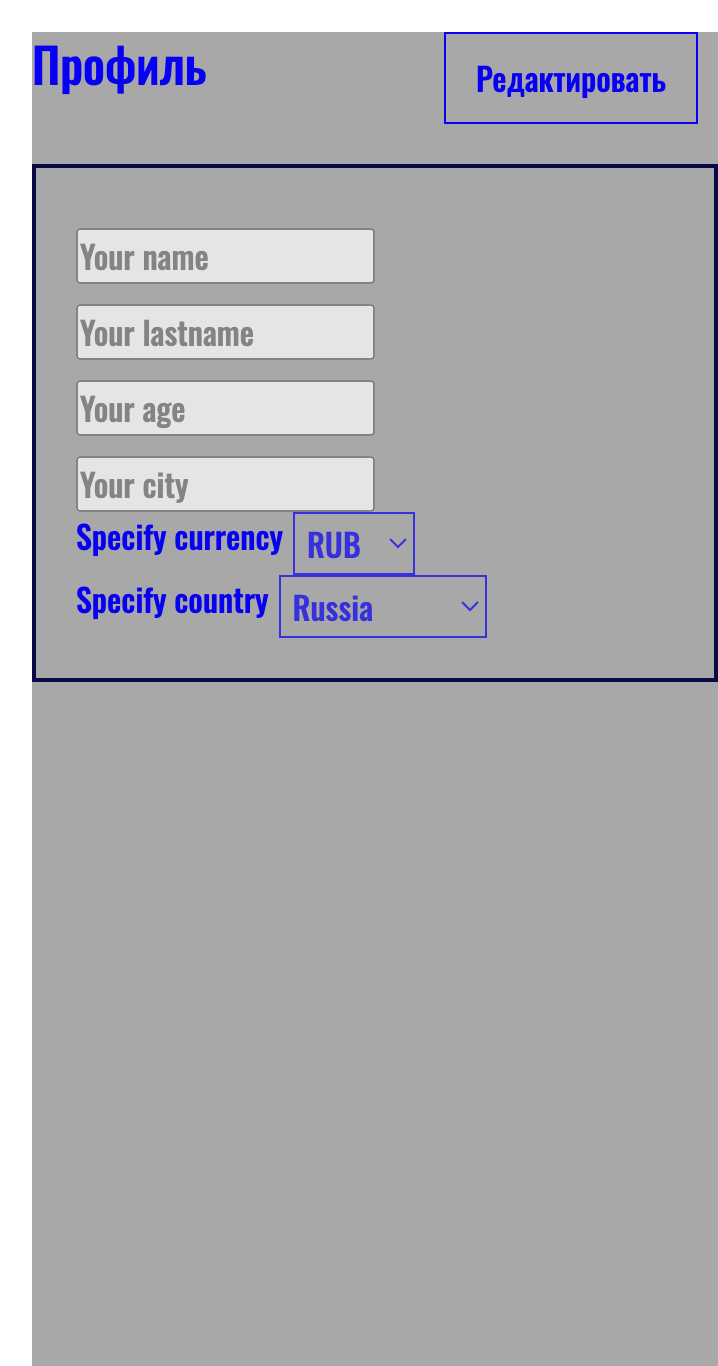 Профиль
Редактировать
Your name
Your lastname
Your age
Your city
Specify currency RUB
Specify country Russia